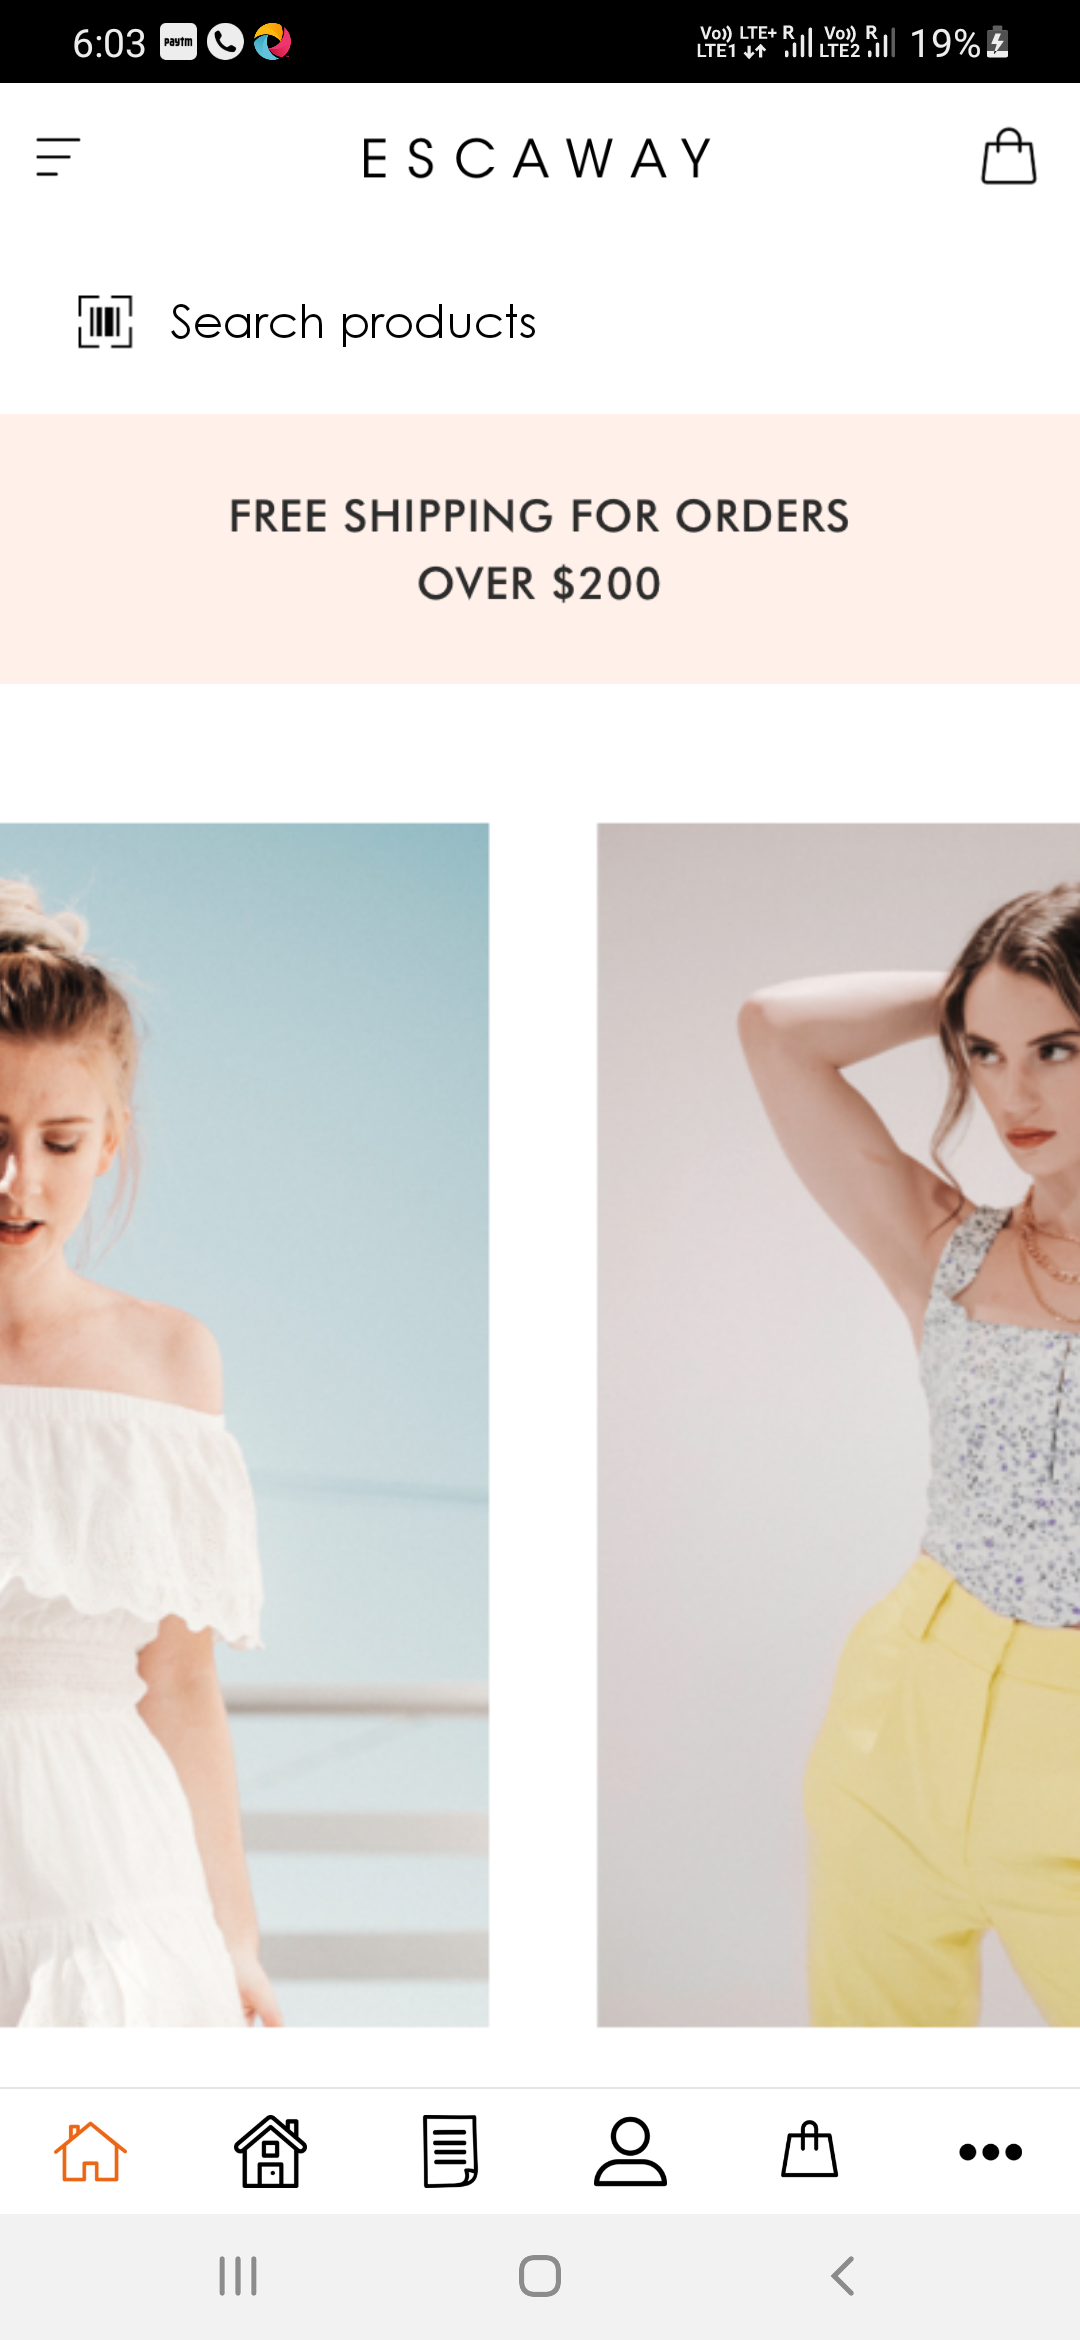 6:03 paytm Vo)) LTE+ R Vo)) R 19%
LTE1 LTE2
ESCAWAY
Search products
FREE SHIPPING FOR ORDERS
OVER $200